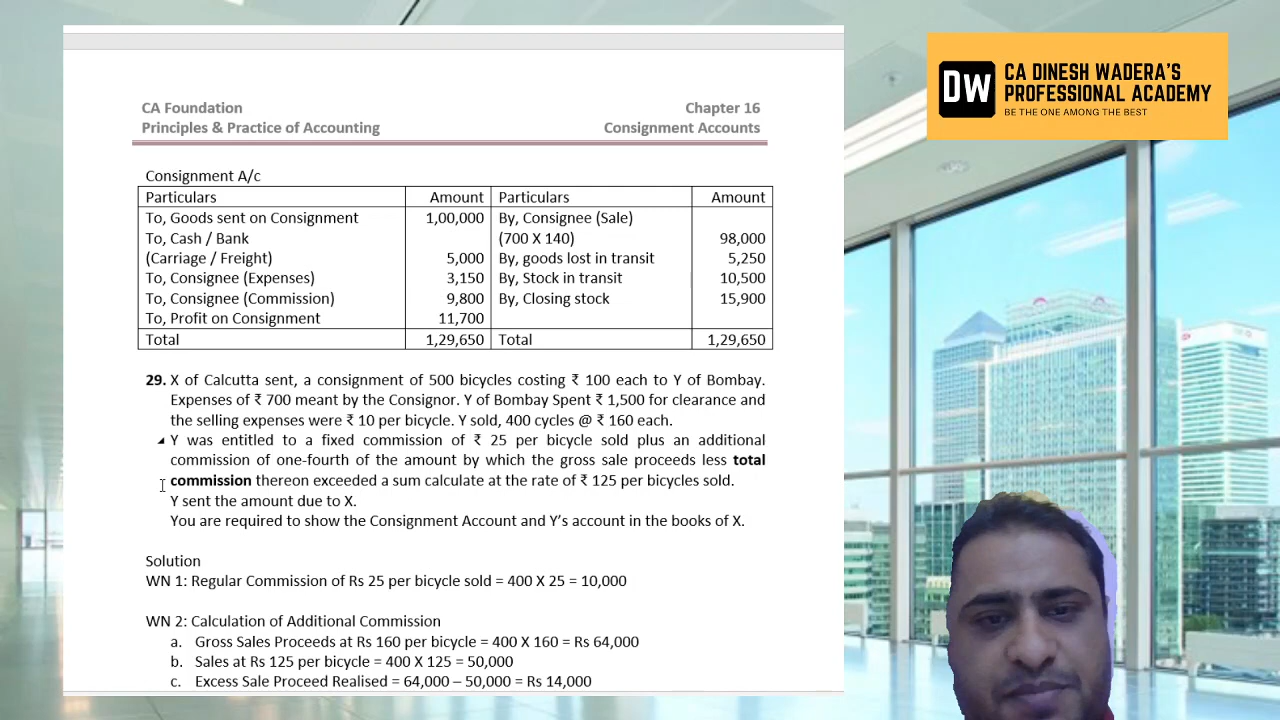 CA Foundation Chapter 16
Principles & Practice of Accounting Consignment Accounts
Consignment A/c
Particulars Amount Particulars Amount
To, Goods sent on Consignment 1,00,000 By, Consignee (Sale)
To, Cash / Bank (700 X 140) 98,000
(Carriage / Freight) 5,000 By, goods lost in transit 5,250
To, Consignee (Expenses) 3,150 By, Stock in transit 10,500
To, Consignee (Commission) 9,800 By, Closing stock 15,900
To, Profit on Consignment 11,700
Total 1,29,650 Total 1,29,650
29. X of Calcutta sent, a consignment of 500 bicycles costing ₹ 100 each to Y of Bombay.
Expenses of ₹ 700 meant by the Consignor. Y of Bombay Spent ₹ 1,500 for clearance and
the selling expenses were ₹ 10 per bicycle. Y sold, 400 cycles @ ₹ 160 each.
Y was entitled to a fixed commission of ₹ 25 per bicycle sold plus an additional
commission of one-fourth of the amount by which the gross sale proceeds less total
commission thereon exceeded a sum calculate at the rate of ₹ 125 per bicycles sold.
Y sent the amount due to X.
You are required to show the Consignment Account and Y's account in the books of X.
Solution
WN 1: Regular Commission of Rs 25 per bicycle sold = 400 X 25 = 10,000
WN 2: Calculation of Additional Commission
a. Gross Sales Proceeds at Rs 160 per bicycle = 400 X 160 = Rs 64,000
b. Sales at Rs 125 per bicycle = 400 X 125 = 50,000
c. Excess Sale Proceed Realised = 64,000 – 50,000 = Rs 14,000
DW
CA DINESH WADERA'S
PROFESSIONAL ACADEMY
BE THE ONE AMONG THE BEST